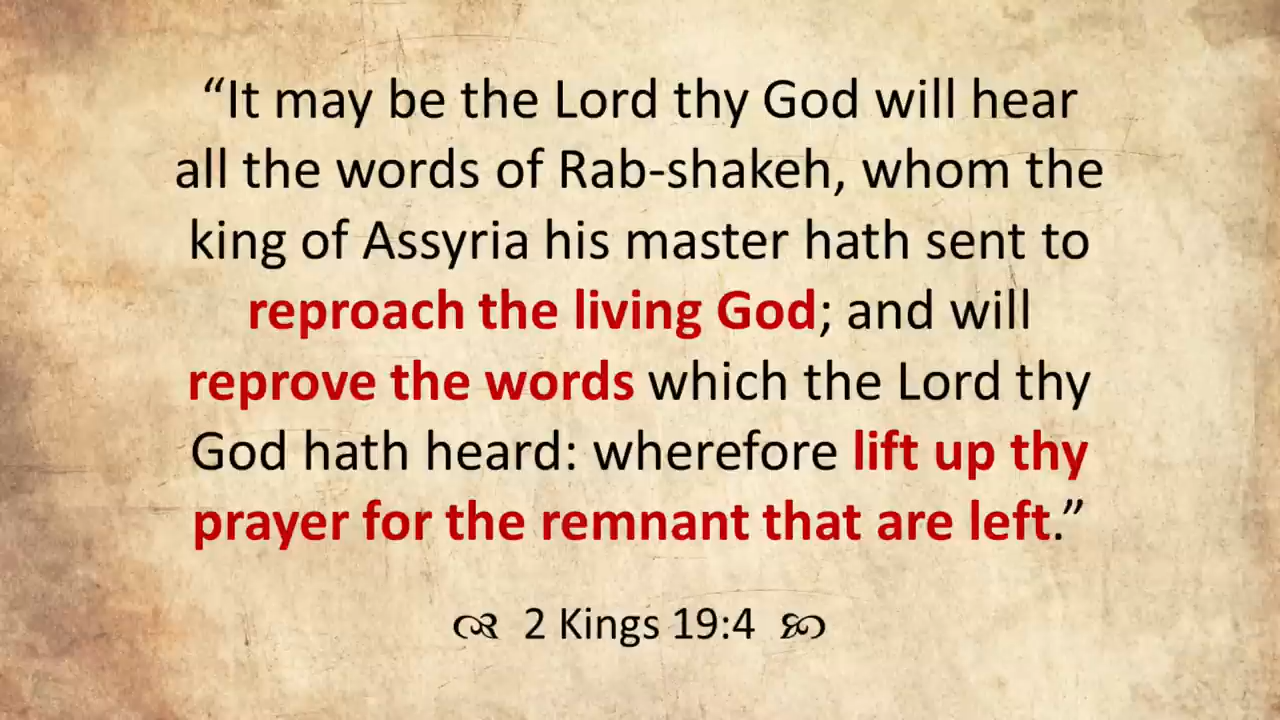 “It may be the Lord thy God will hear
all the words of Rab-shakeh, whom the
king of Assyria his master hath sent to
reproach the living God; and will
reprove the words which the Lord thy
God hath heard: wherefore lift up thy
prayer for the remnant that are left.”
2 Kings 19:4